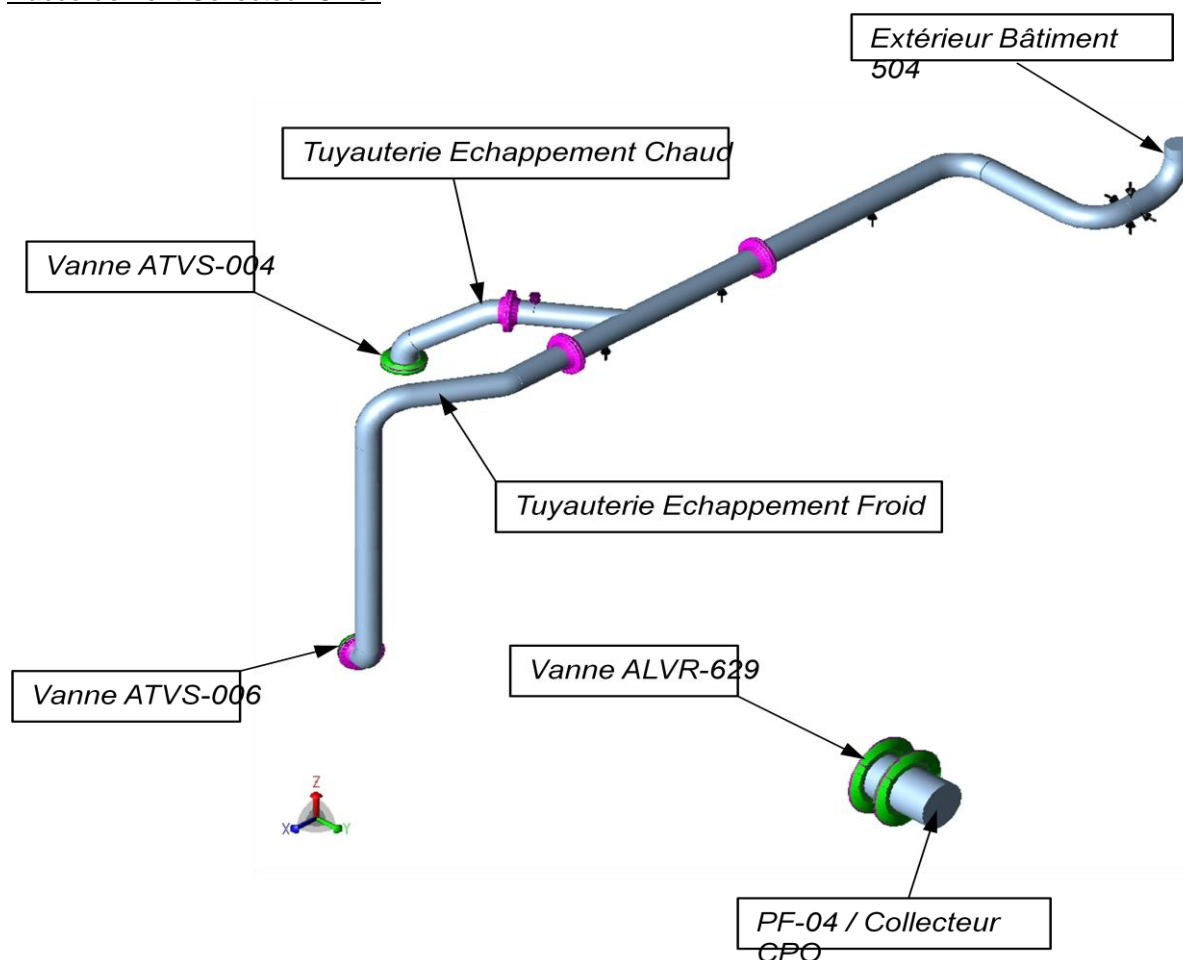 Extérieur Bâtiment
504
Tuyauterie Echappement Chaud
Vanne ATVS-004
Tuyauterie Echappement Froid
Vanne ALVR-629
Vanne ATVS-006
Z
X
Y
PF-04 / Collecteur
CPO